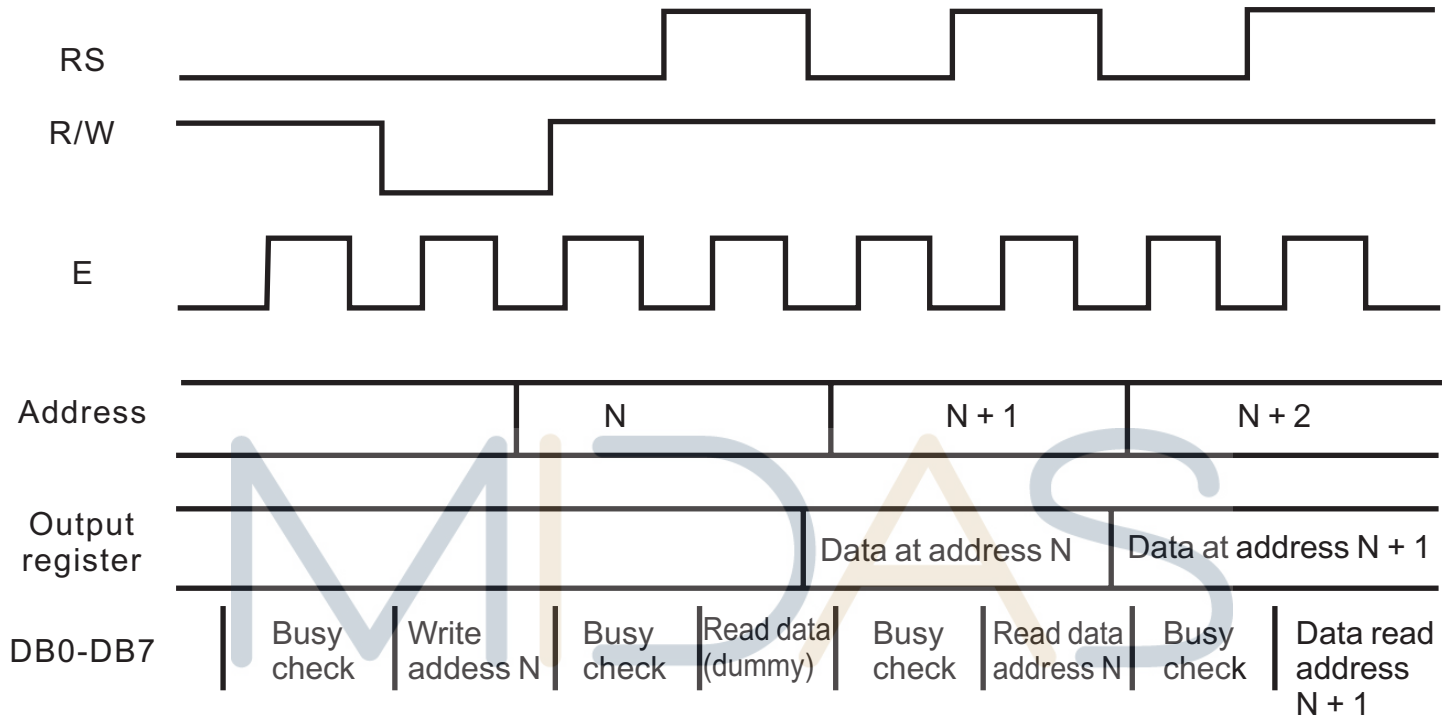 RS
R/W
E
Address
N
N + 1
N + 2
Output
register
Data at address N
Data at address N + 1
MIDAS
DB0-DB7
Busy
check
Write
addess N
Busy
check
Read data
(dummy)
Busy
check
Read data
address N
Busy
check
Data read
address
N + 1